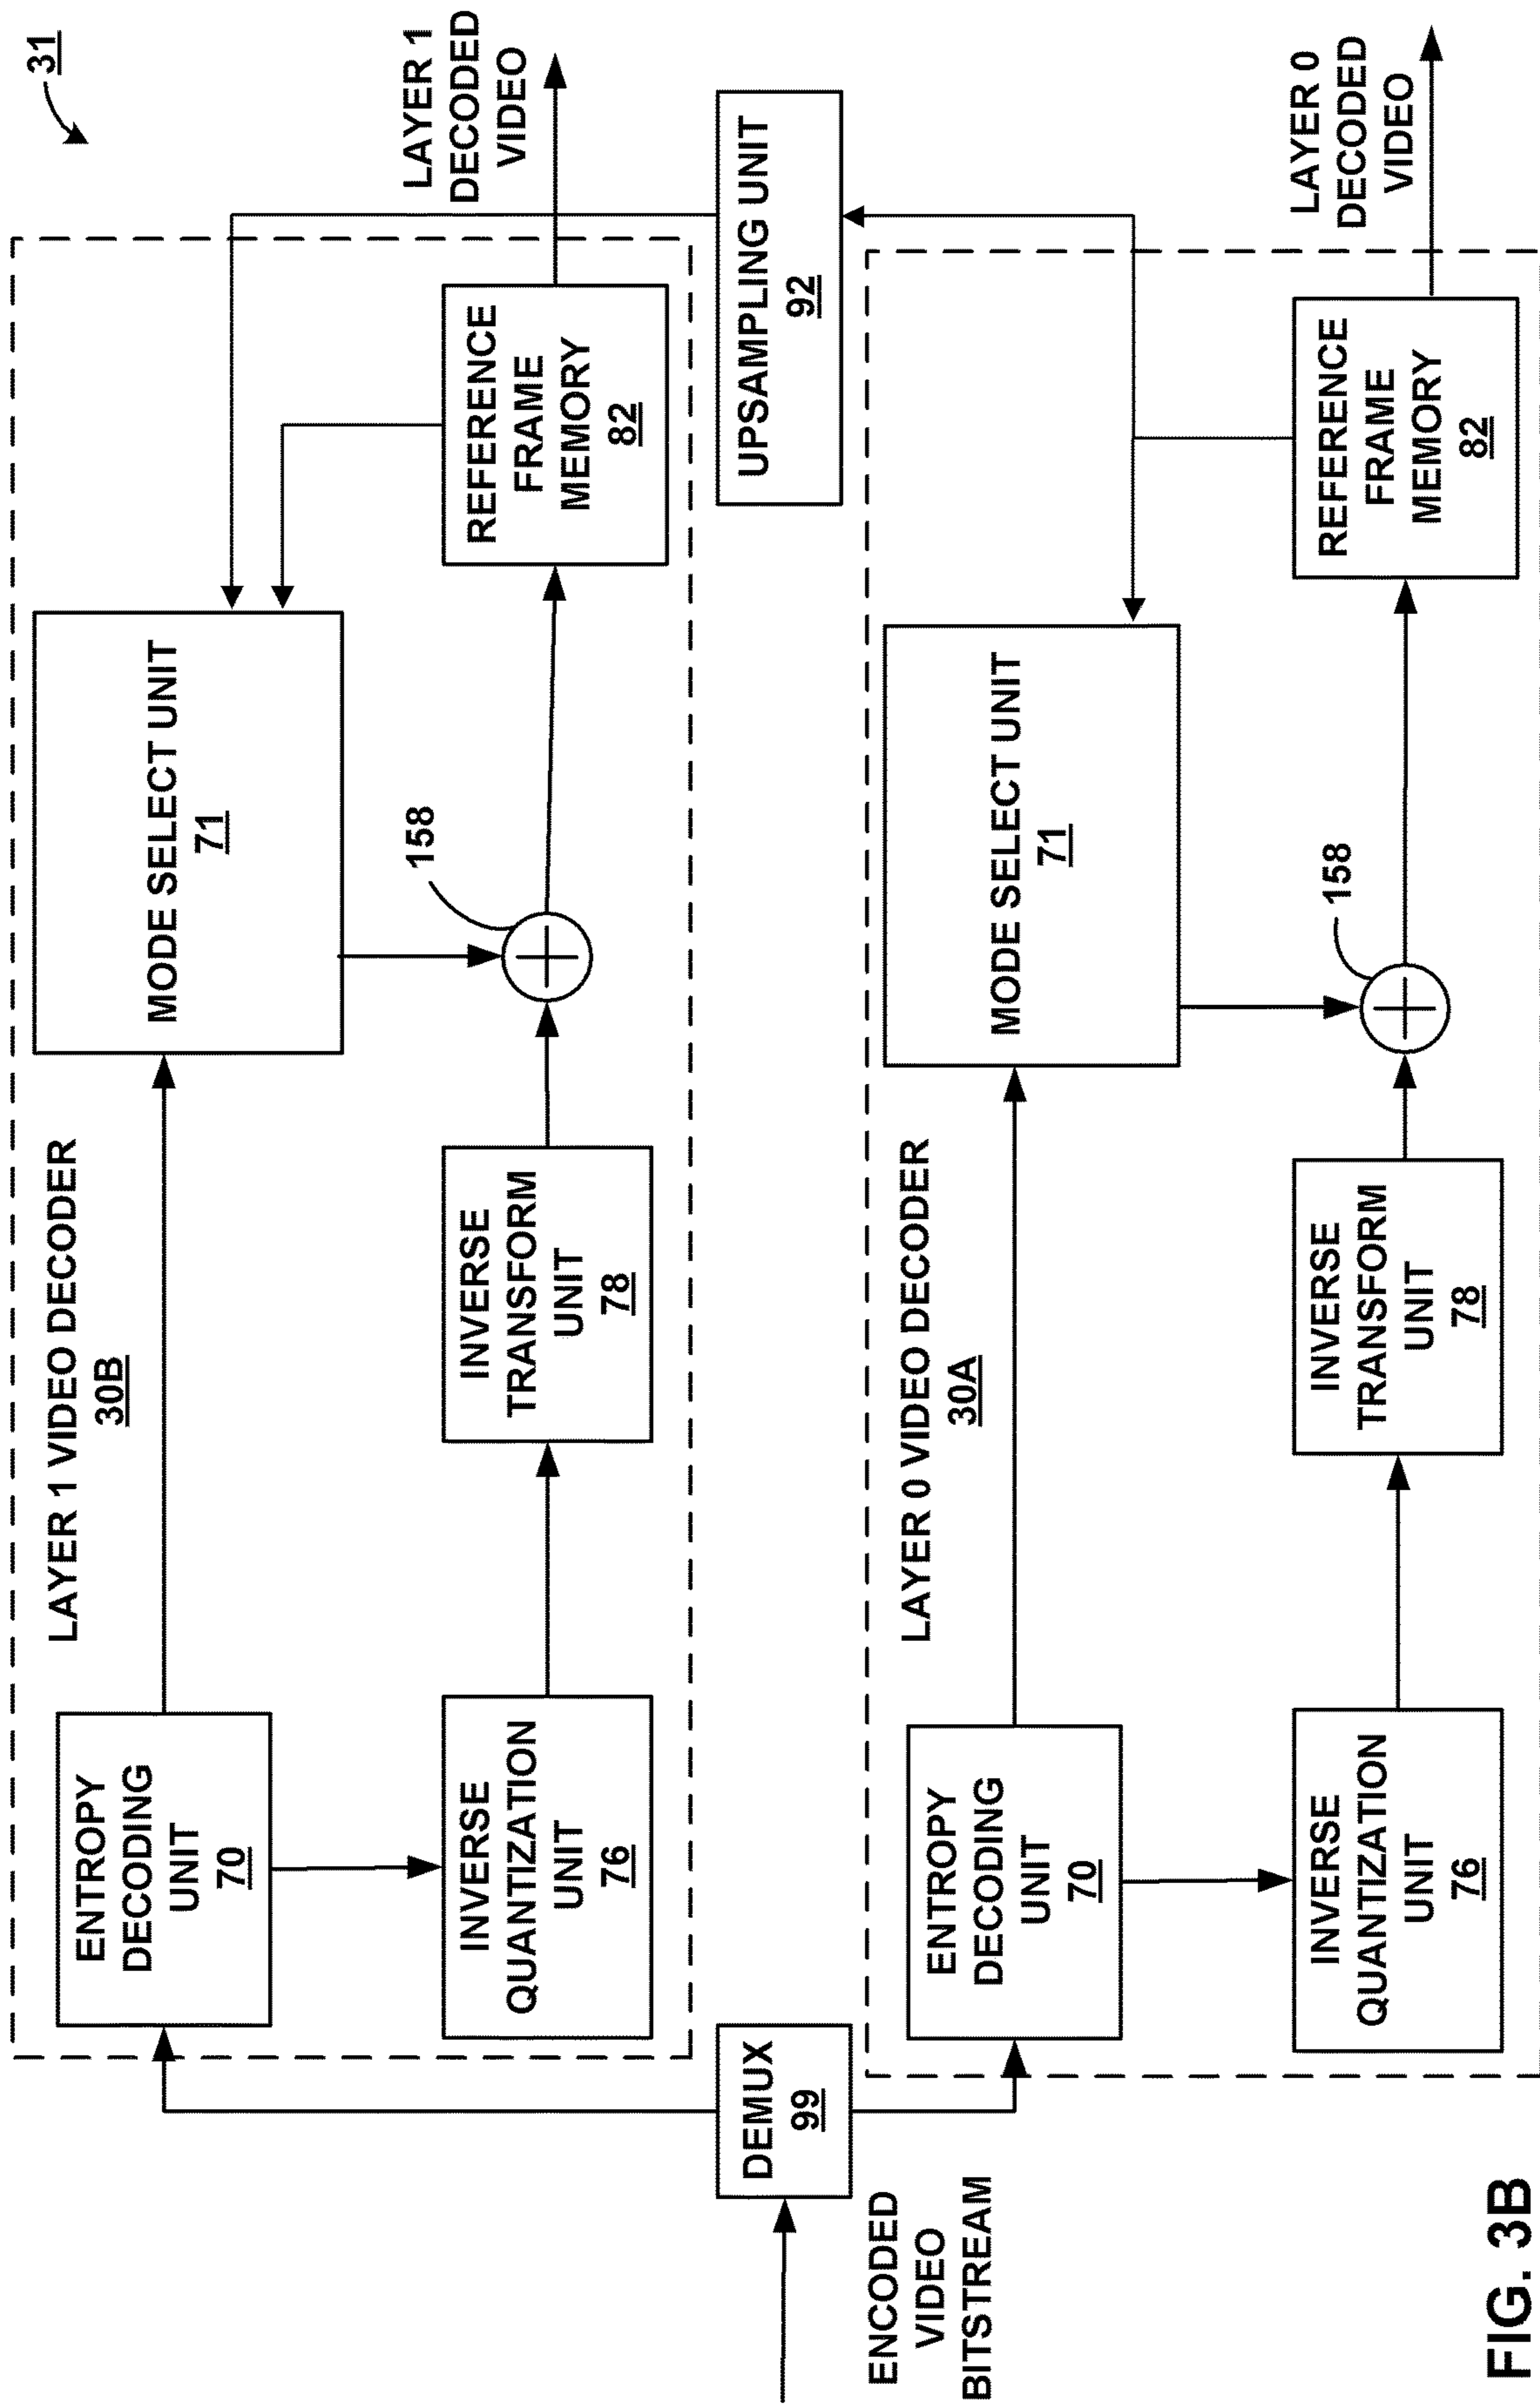 31
LAYER 1 VIDEO DECODER
30B
ENTROPY
DECODING
UNIT
70
MODE SELECT UNIT
71
LAYER 1
DECODED
VIDEO
INVERSE
QUANTIZATION
UNIT
76
INVERSE
TRANSFORM
UNIT
78
158
REFERENCE
FRAME
MEMORY
82
DEMUX
99
UPSAMPLING UNIT
92
ENCODED
VIDEO
BITSTREAM
LAYER 0 VIDEO DECODER
30A
ENTROPY
DECODING
UNIT
70
MODE SELECT UNIT
71
LAYER 0
DECODED
VIDEO
INVERSE
QUANTIZATION
UNIT
76
INVERSE
TRANSFORM
UNIT
78
158
REFERENCE
FRAME
MEMORY
82
FIG. 3B